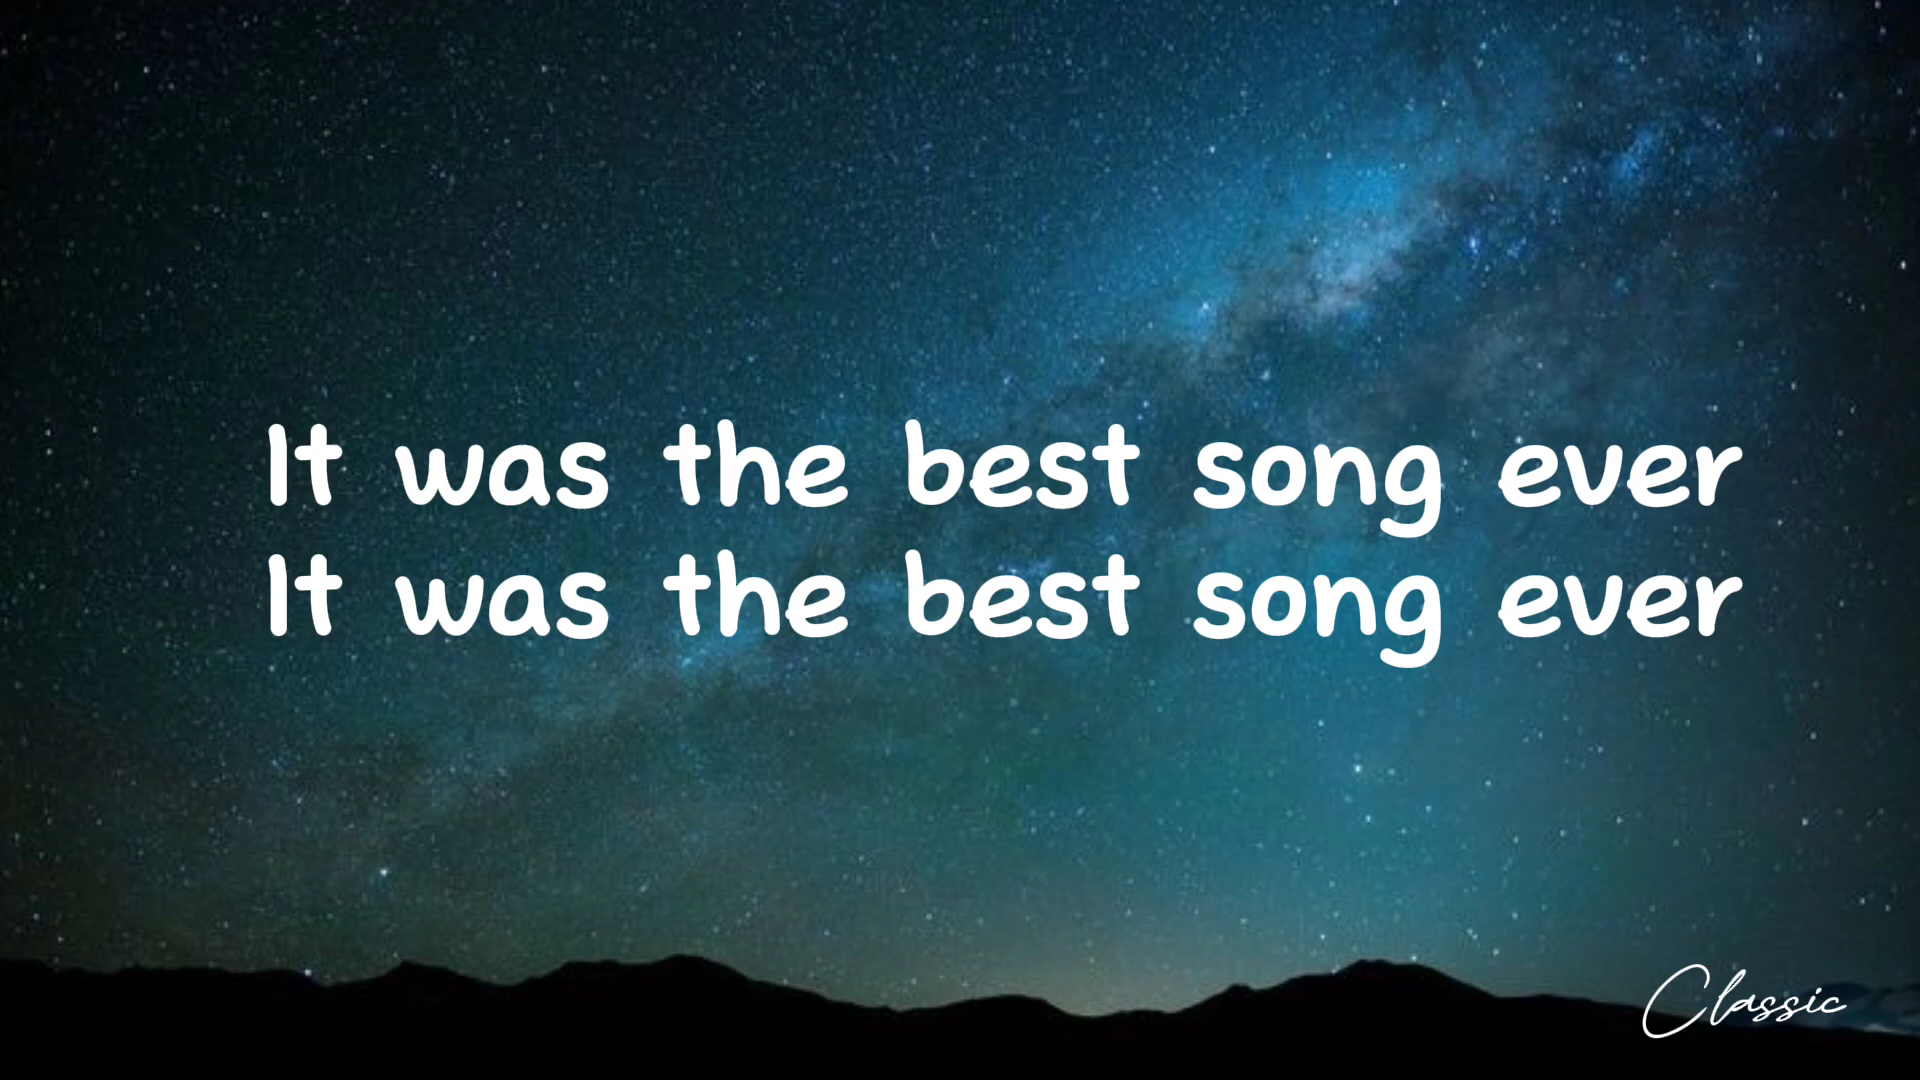 It was the best song ever
It was the best song ever
Classic